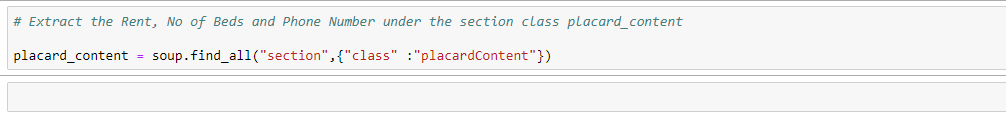 # Extract the Rent, No of Beds and Phone Number under the section class placard_content
placard_content = soup.find_all("section",{"class" :"placardContent"})